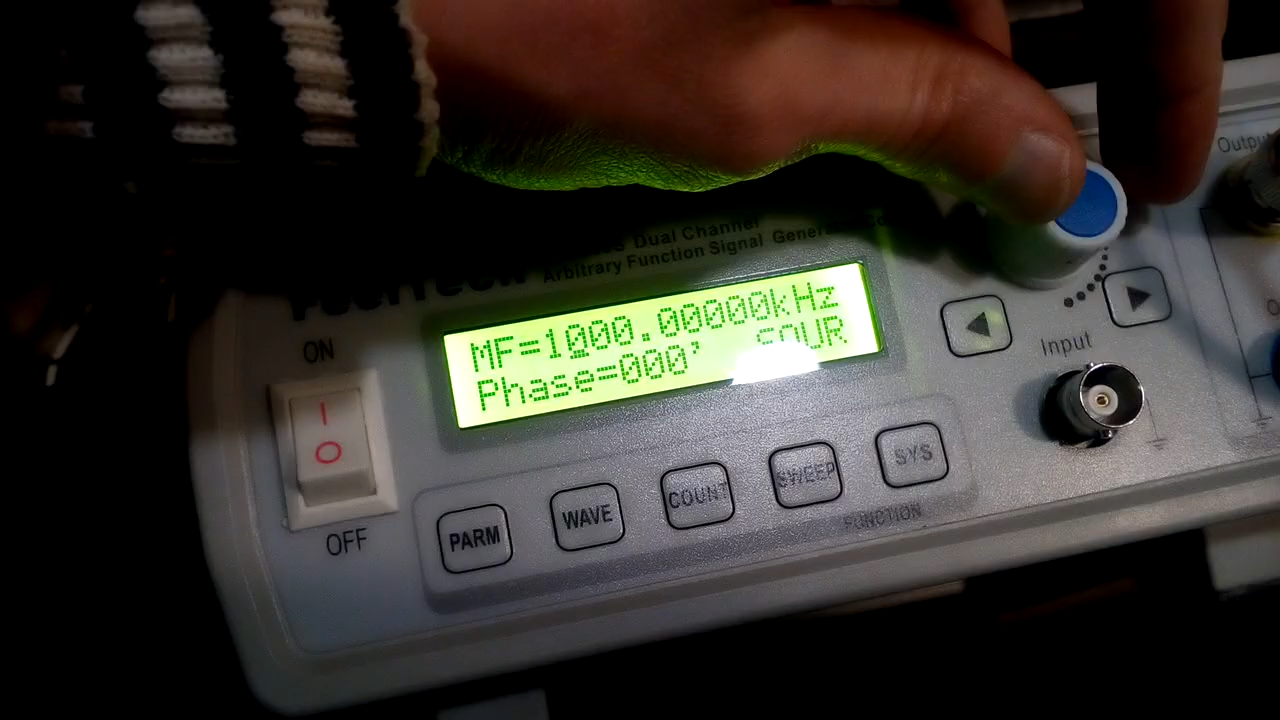 Dual Channel
Arbitrary Function Signal
MF=1000.00000kHz
Phase=000' SQUR
ON
I
O
OFF
PARM
WAVE
COUNT
SWEEP
SYS
FUNCTION
Input